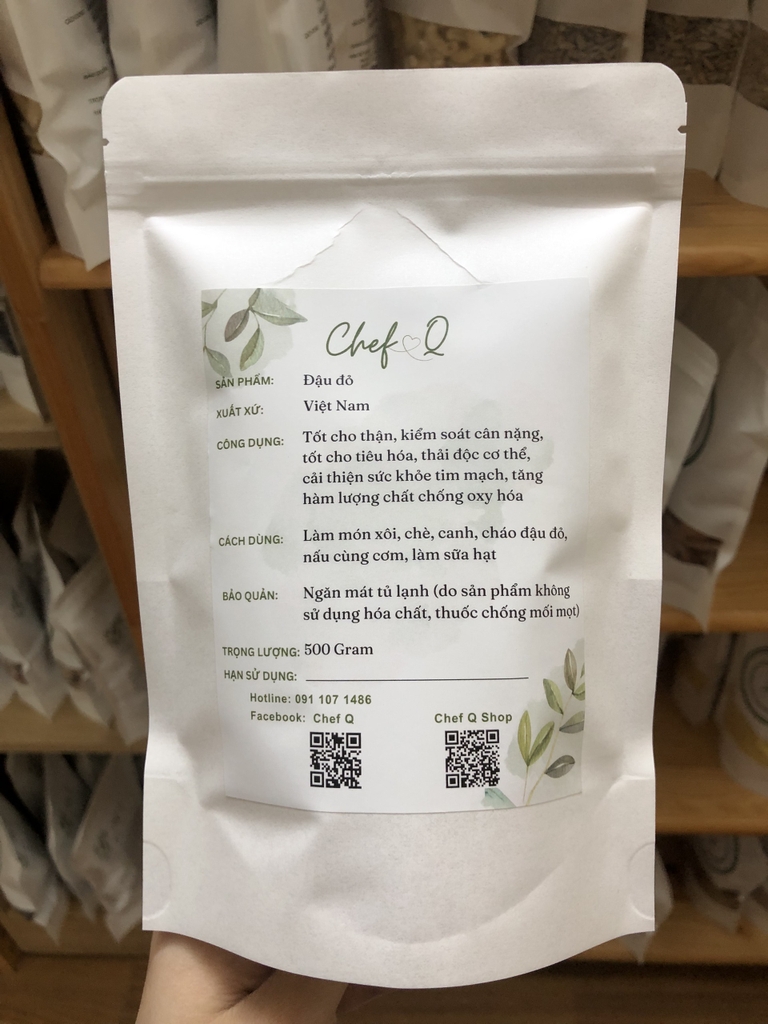 Chef Q
SẢN PHẨM: Đậu đỏ
XUẤT XỨ: Việt Nam
CÔNG DỤNG: Tốt cho thận, kiểm soát cân nặng,
tốt cho tiêu hóa, thải độc cơ thể,
cải thiện sức khỏe tim mạch, tăng
hàm lượng chất chống oxy hóa
CÁCH DÙNG: Làm món xôi, chè, canh, cháo đậu đỏ,
nấu cùng cơm, làm sữa hạt
BẢO QUẢN: Ngăn mát tủ lạnh (do sản phẩm không
sử dụng hóa chất, thuốc chống mối mọt)
TRỌNG LƯỢNG: 500 Gram
HẠN SỬ DỤNG:
Hotline: 091 107 1486
Facebook: Chef Q
Chef Q Shop